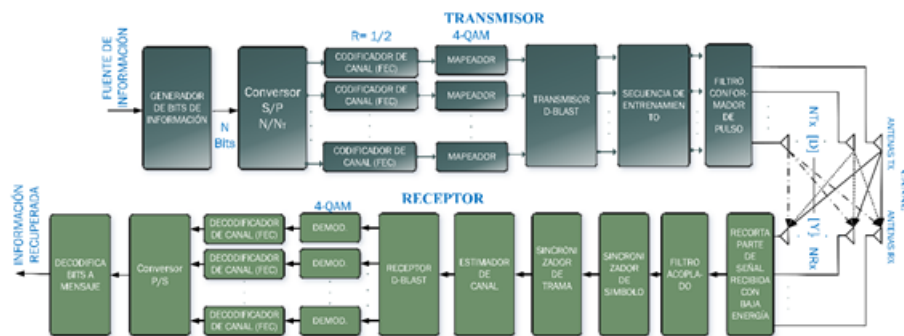 TRANSMISOR
R= 1/2
4-QAM
FUENTE DE
INFORMACIÓN
GENERADOR
DE BITS DE
INFORMACIÓN
N
Bits
Conversor
S/P
N/NT
CODIFICADOR DE
CANAL (FEC)
CODIFICADOR DE
CANAL (FEC)
CODIFICADOR DE
CANAL (FEC)
MAPEADOR
MAPEADOR
MAPEADOR
TRANSMISOR
D-BLAST
SECUENCIA DE
ENTRENAMIEN
TO
FILTRO
CONFOR-
MADOR
DE
PULSO
NTx [D]
ANTENAS TX
RECEPTOR
4-QAM
INFORMACIÓN
RECUPERADA
DECODIFICA
BITS A
MENSAJE
Conversor
P/S
DECODIFICADOR
DE CANAL (FEC)
DECODIFICADOR
DE CANAL (FEC)
DECODIFICADOR
DE CANAL (FEC)
DEMOD.
DEMOD.
DEMOD.
RECEPTOR
D-BLAST
ESTIMADOR
DE CANAL
SINCRONI
ZADOR DE
TRAMA
SINCRONI
ZADOR DE
SIMBOLO
FILTRO
ACOPLA-
DO
RECORTA
PARTE DE
SEÑAL
RECIBIDA
CON
BAJA
ENERGÍA
[Y] NRx
ANTENAS RX